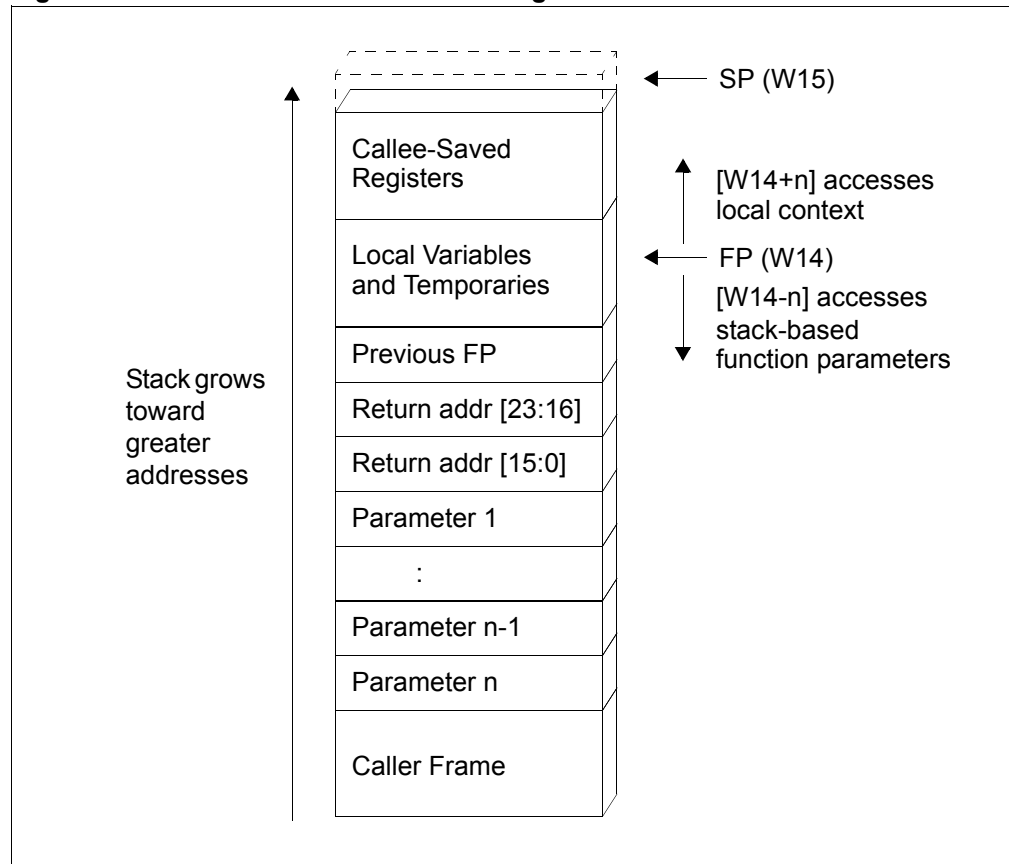 SP (W15)
Callee-Saved
Registers
[W14+n] accesses
local context
Local Variables
and Temporaries
FP (W14)
[W14-n] accesses
stack-based
function parameters
Previous FP
Stack grows
toward
greater
addresses
Return addr [23:16]
Return addr [15:0]
Parameter 1
:
Parameter n-1
Parameter n
Caller Frame